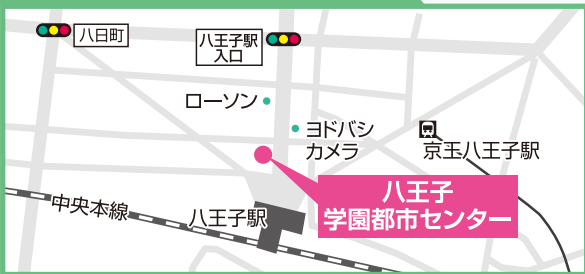 八日町
八王子駅
入口
ローソン
ヨドバシ
カメラ
京王八王子駅
八王子
学園都市センター
中央本線
八王子駅